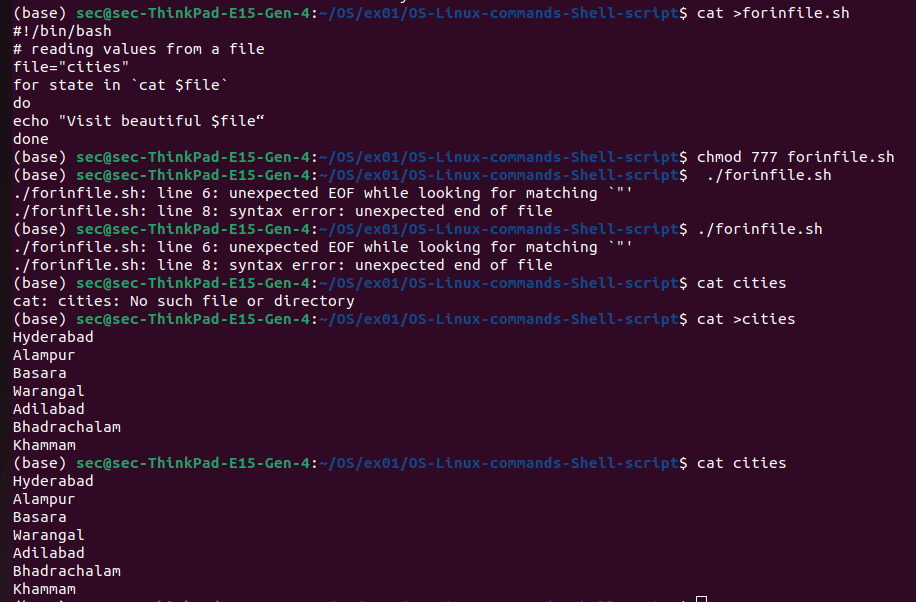 (base) sec@sec-ThinkPad-E15-Gen-4:~/OS/ex01/OS-Linux-commands-Shell-script$ cat >forinfile.sh
#!/bin/bash
# reading values from a file
file="cities"
for state in `cat $file`
do
echo "Visit beautiful $file“
done
(base) sec@sec-ThinkPad-E15-Gen-4:~/OS/ex01/OS-Linux-commands-Shell-script$ chmod 777 forinfile.sh
(base) sec@sec-ThinkPad-E15-Gen-4:~/OS/ex01/OS-Linux-commands-Shell-script$  ./forinfile.sh
./forinfile.sh: line 6: unexpected EOF while looking for matching `"'
./forinfile.sh: line 8: syntax error: unexpected end of file
(base) sec@sec-ThinkPad-E15-Gen-4:~/OS/ex01/OS-Linux-commands-Shell-script$ ./forinfile.sh
./forinfile.sh: line 6: unexpected EOF while looking for matching `"'
./forinfile.sh: line 8: syntax error: unexpected end of file
(base) sec@sec-ThinkPad-E15-Gen-4:~/OS/ex01/OS-Linux-commands-Shell-script$ cat cities
cat: cities: No such file or directory
(base) sec@sec-ThinkPad-E15-Gen-4:~/OS/ex01/OS-Linux-commands-Shell-script$ cat >cities
Hyderabad
Alampur
Basara
Warangal
Adilabad
Bhadrachalam
Khammam
(base) sec@sec-ThinkPad-E15-Gen-4:~/OS/ex01/OS-Linux-commands-Shell-script$ cat cities
Hyderabad
Alampur
Basara
Warangal
Adilabad
Bhadrachalam
Khammam